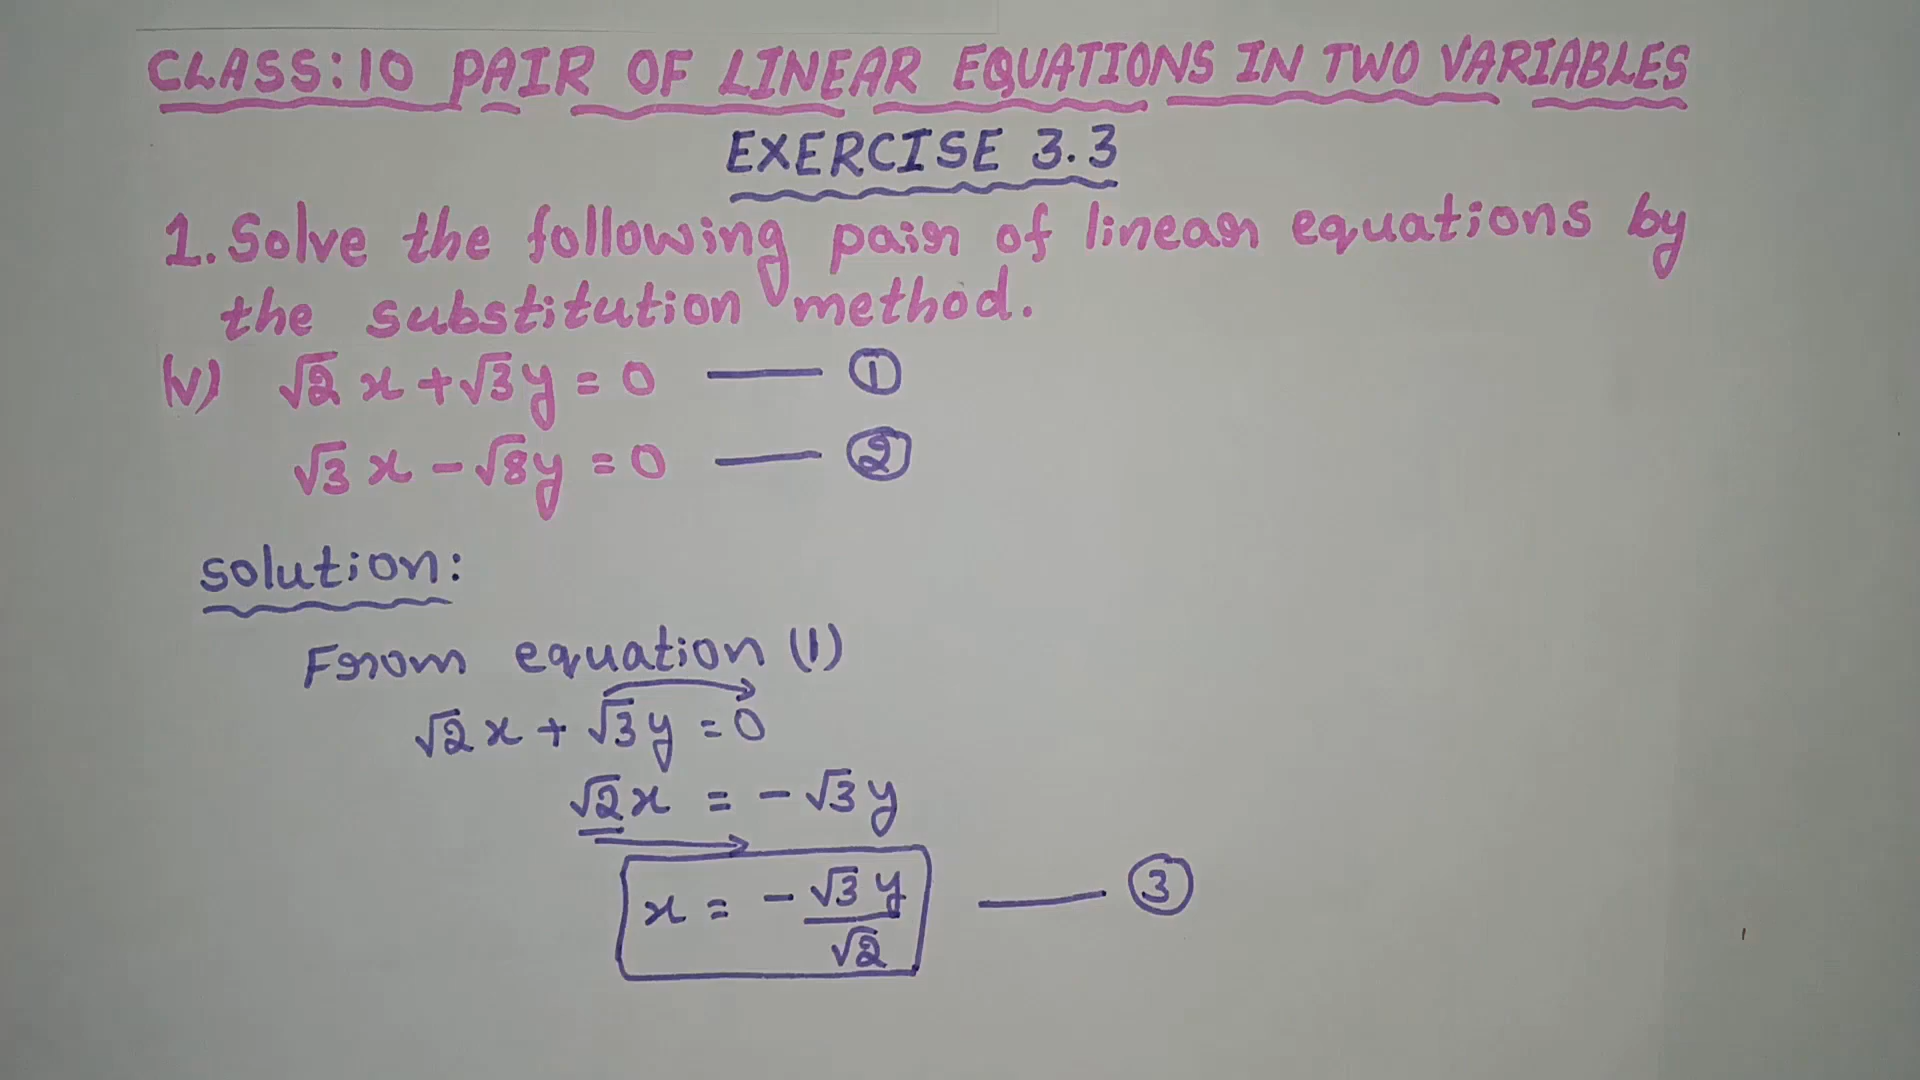 CLASS:10 PAIR OF LINEAR EQUATIONS IN TWO VARIABLES
EXERCISE 3.3
1. Solve the following pair of linear equations by
the substitution method.
(v) √2 x + √3 y = 0 —— ①
√3 x - √8 y = 0 —— ②
solution:
From equation (1)
√2 x + √3 y = 0
√2 x = - √3 y
x = - √3 y / √2 —— ③